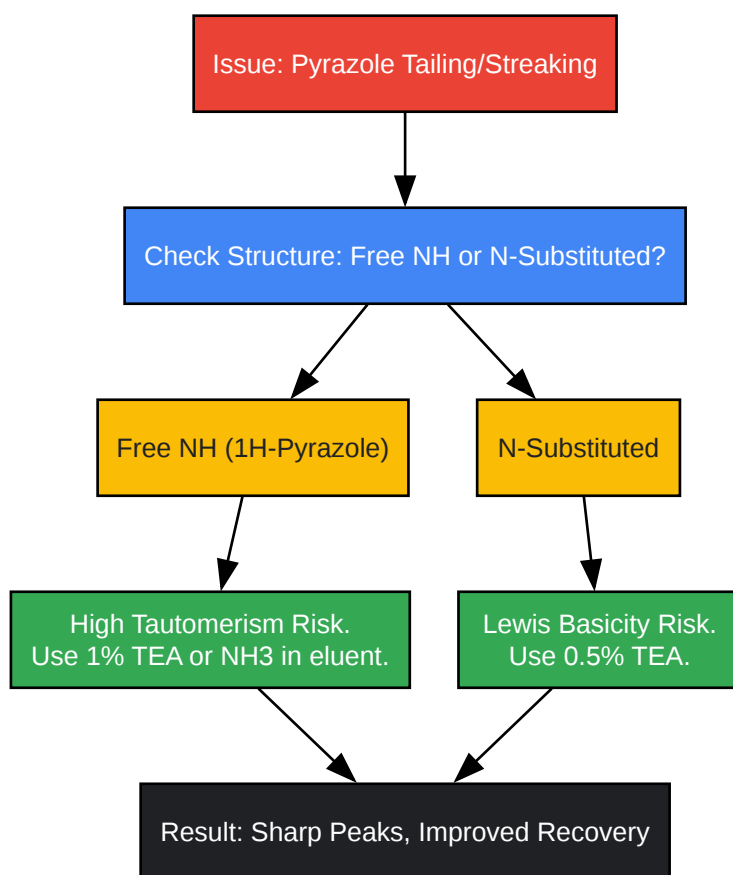 Issue: Pyrazole Tailing/Streaking
Check Structure: Free NH or N-Substituted?
Free NH (1H-Pyrazole)
N-Substituted
High Tautomerism Risk.
Use 1% TEA or NH3 in eluent.
Lewis Basicity Risk.
Use 0.5% TEA.
Result: Sharp Peaks, Improved Recovery